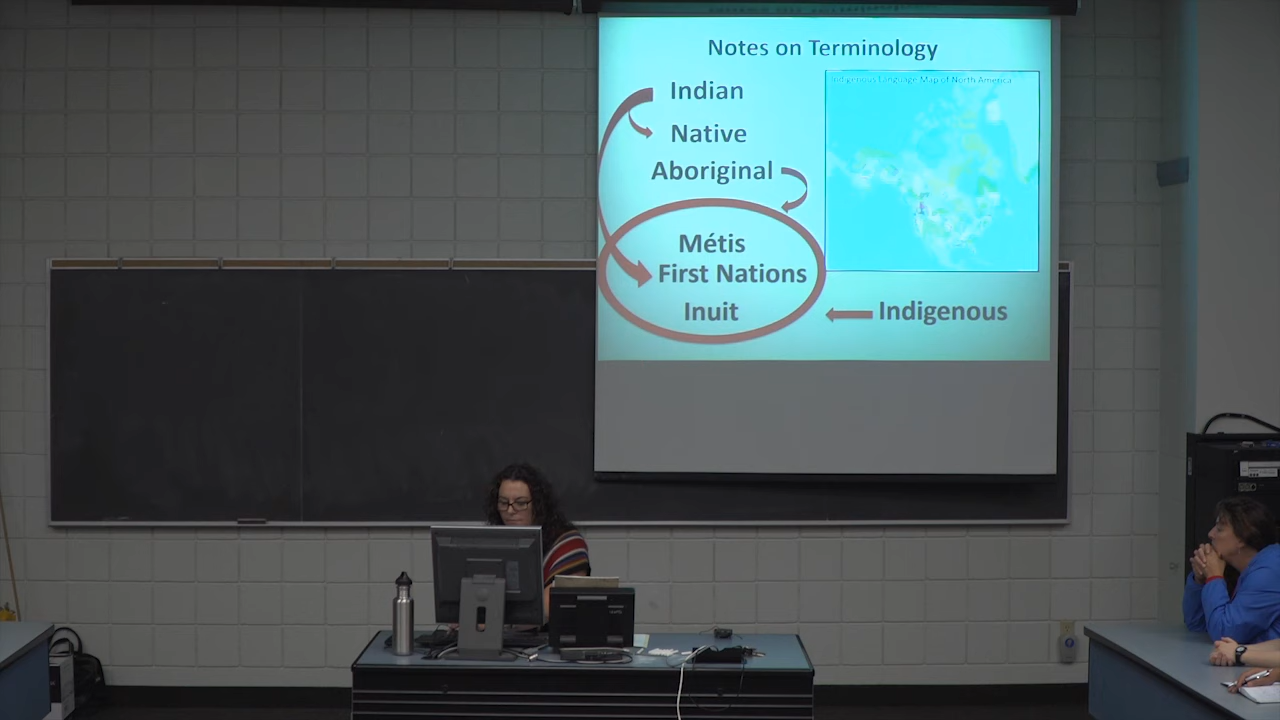 Notes on Terminology
Indigenous Language Map of North America
Indian
Native
Aboriginal
Métis
First Nations
Inuit
Indigenous